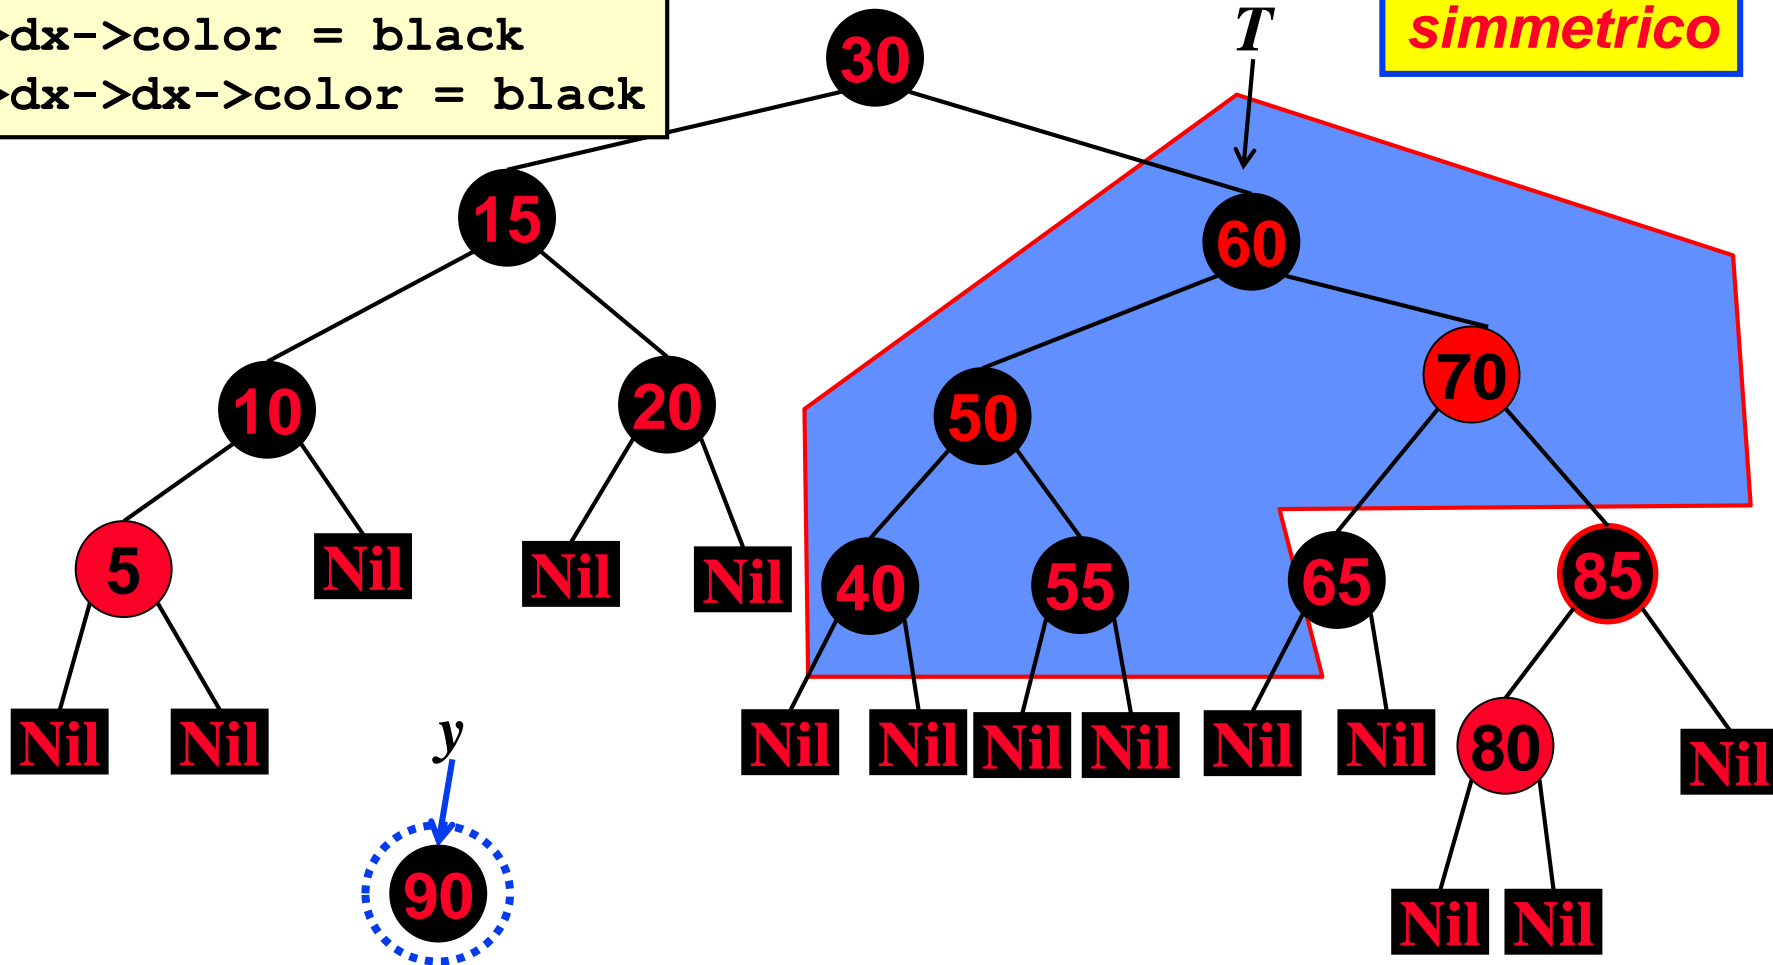 >dx->color = black
>dx->dx->color = black
simmetrico
T
30
15
60
10
20
50
70
5
Nil
Nil
Nil
40
55
65
85
Nil
Nil
Nil
Nil
Nil
Nil
Nil
Nil
80
Nil
y
90
Nil
Nil